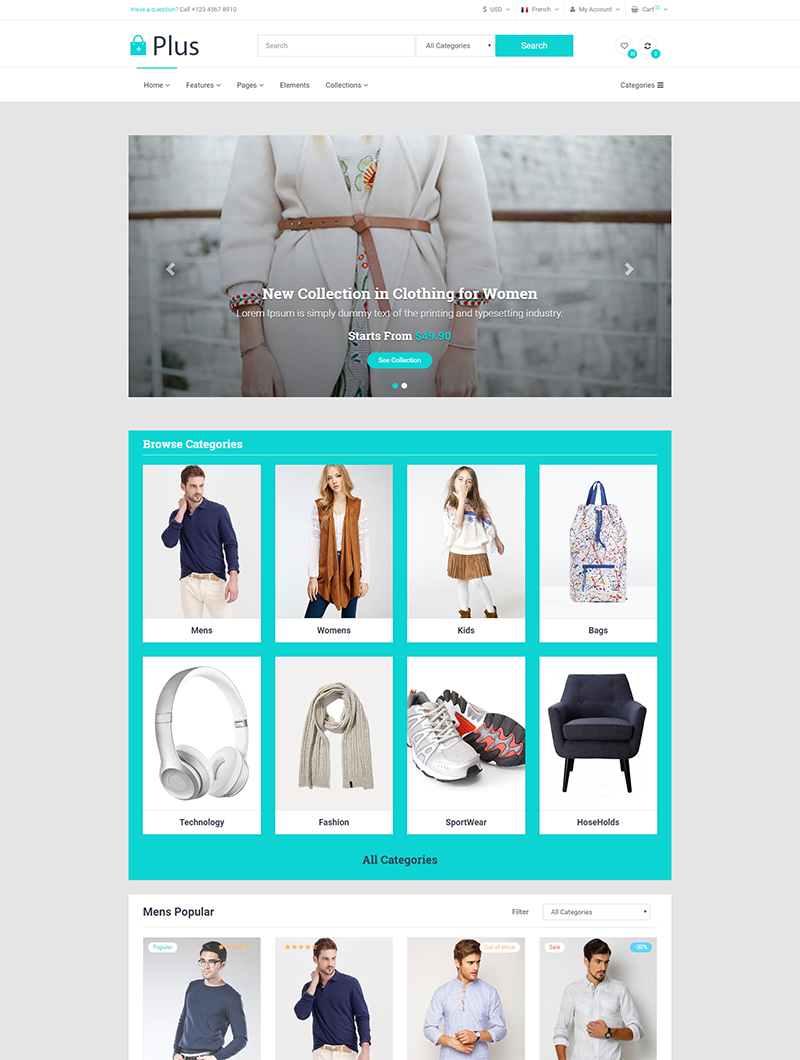 Have a question? Call +123 4567 8910
$ USD
French
My Account
Cart
Plus
Search
All Categories
Search
Home
Features
Pages
Elements
Collections
Categories
New Collection in Clothing for Women
Lorem Ipsum is simply dummy text of the printing and typesetting industry.
Starts From $49.90
See Collection
Browse Categories
Mens
Womens
Kids
Bags
Technology
Fashion
SportWear
HoseHolds
All Categories
Mens Popular
Filter
All Categories
Popular
Out of stock
Sale
-30%